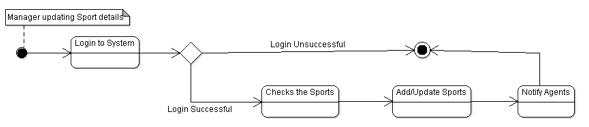 Manager updating Sport details
Login to System
Login Unsuccessful
Login Successful
Checks the Sports
Add/Update Sports
Notify Agents